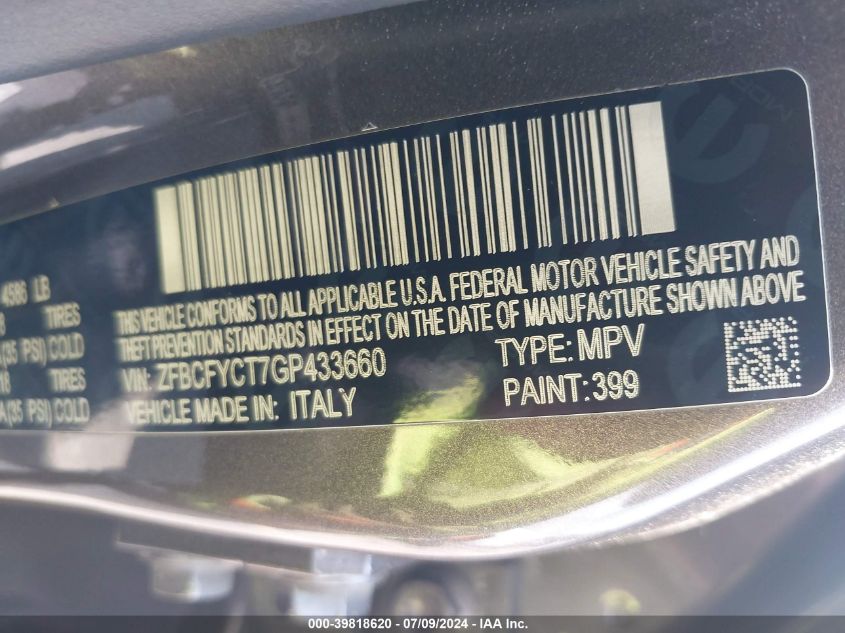 4586 LB
TIRES
THIS VEHICLE CONFORMS TO ALL APPLICABLE U.S.A. FEDERAL MOTOR VEHICLE SAFETY AND
(35 PSI) COLD
THEFT PREVENTION STANDARDS IN EFFECT ON THE DATE OF MANUFACTURE SHOWN ABOVE
18 TIRES
VIN: ZFBCFYCT7GP433660 TYPE: MPV
A(35 PSI) COLD
VEHICLE MADE IN: ITALY PAINT: 399
000-39818620 - 07/09/2024 - IAA Inc.